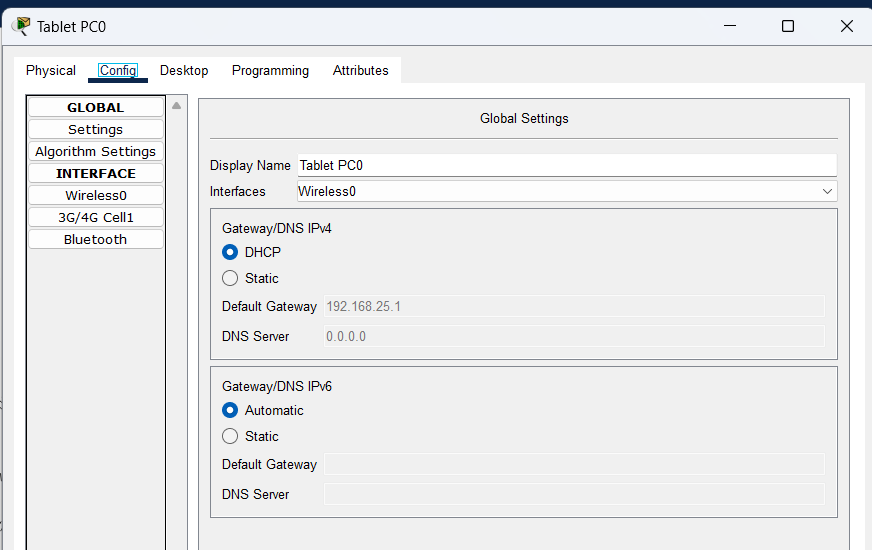 Tablet PC0
Physical Config Desktop Programming Attributes
GLOBAL
Settings
Algorithm Settings
INTERFACE
Wireless0
3G/4G Cell1
Bluetooth
Global Settings
Display Name Tablet PC0
Interfaces Wireless0
Gateway/DNS IPv4
DHCP
Static
Default Gateway 192.168.25.1
DNS Server 0.0.0.0
Gateway/DNS IPv6
Automatic
Static
Default Gateway
DNS Server